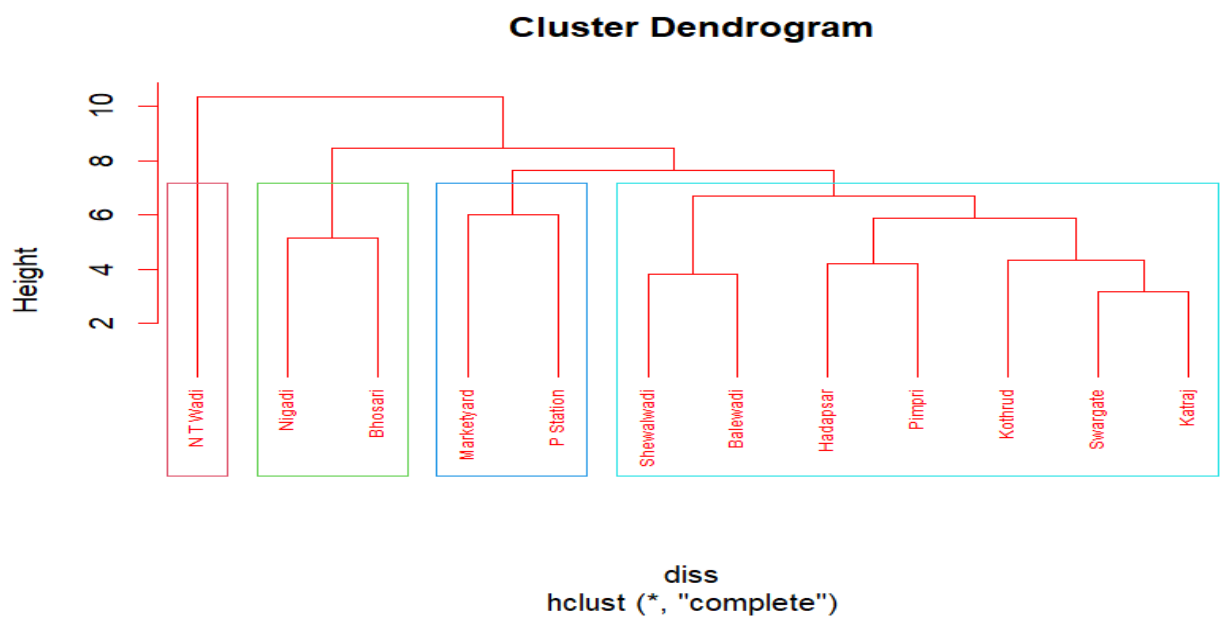 Cluster Dendrogram
Height
10
8
6
4
2
N T Wadi
Nigadi
Bhosari
Marketyard
P Station
Shewalwadi
Balewadi
Hadapsar
Pimpri
Kothrud
Swargate
Katraj
diss
hclust (*, "complete")